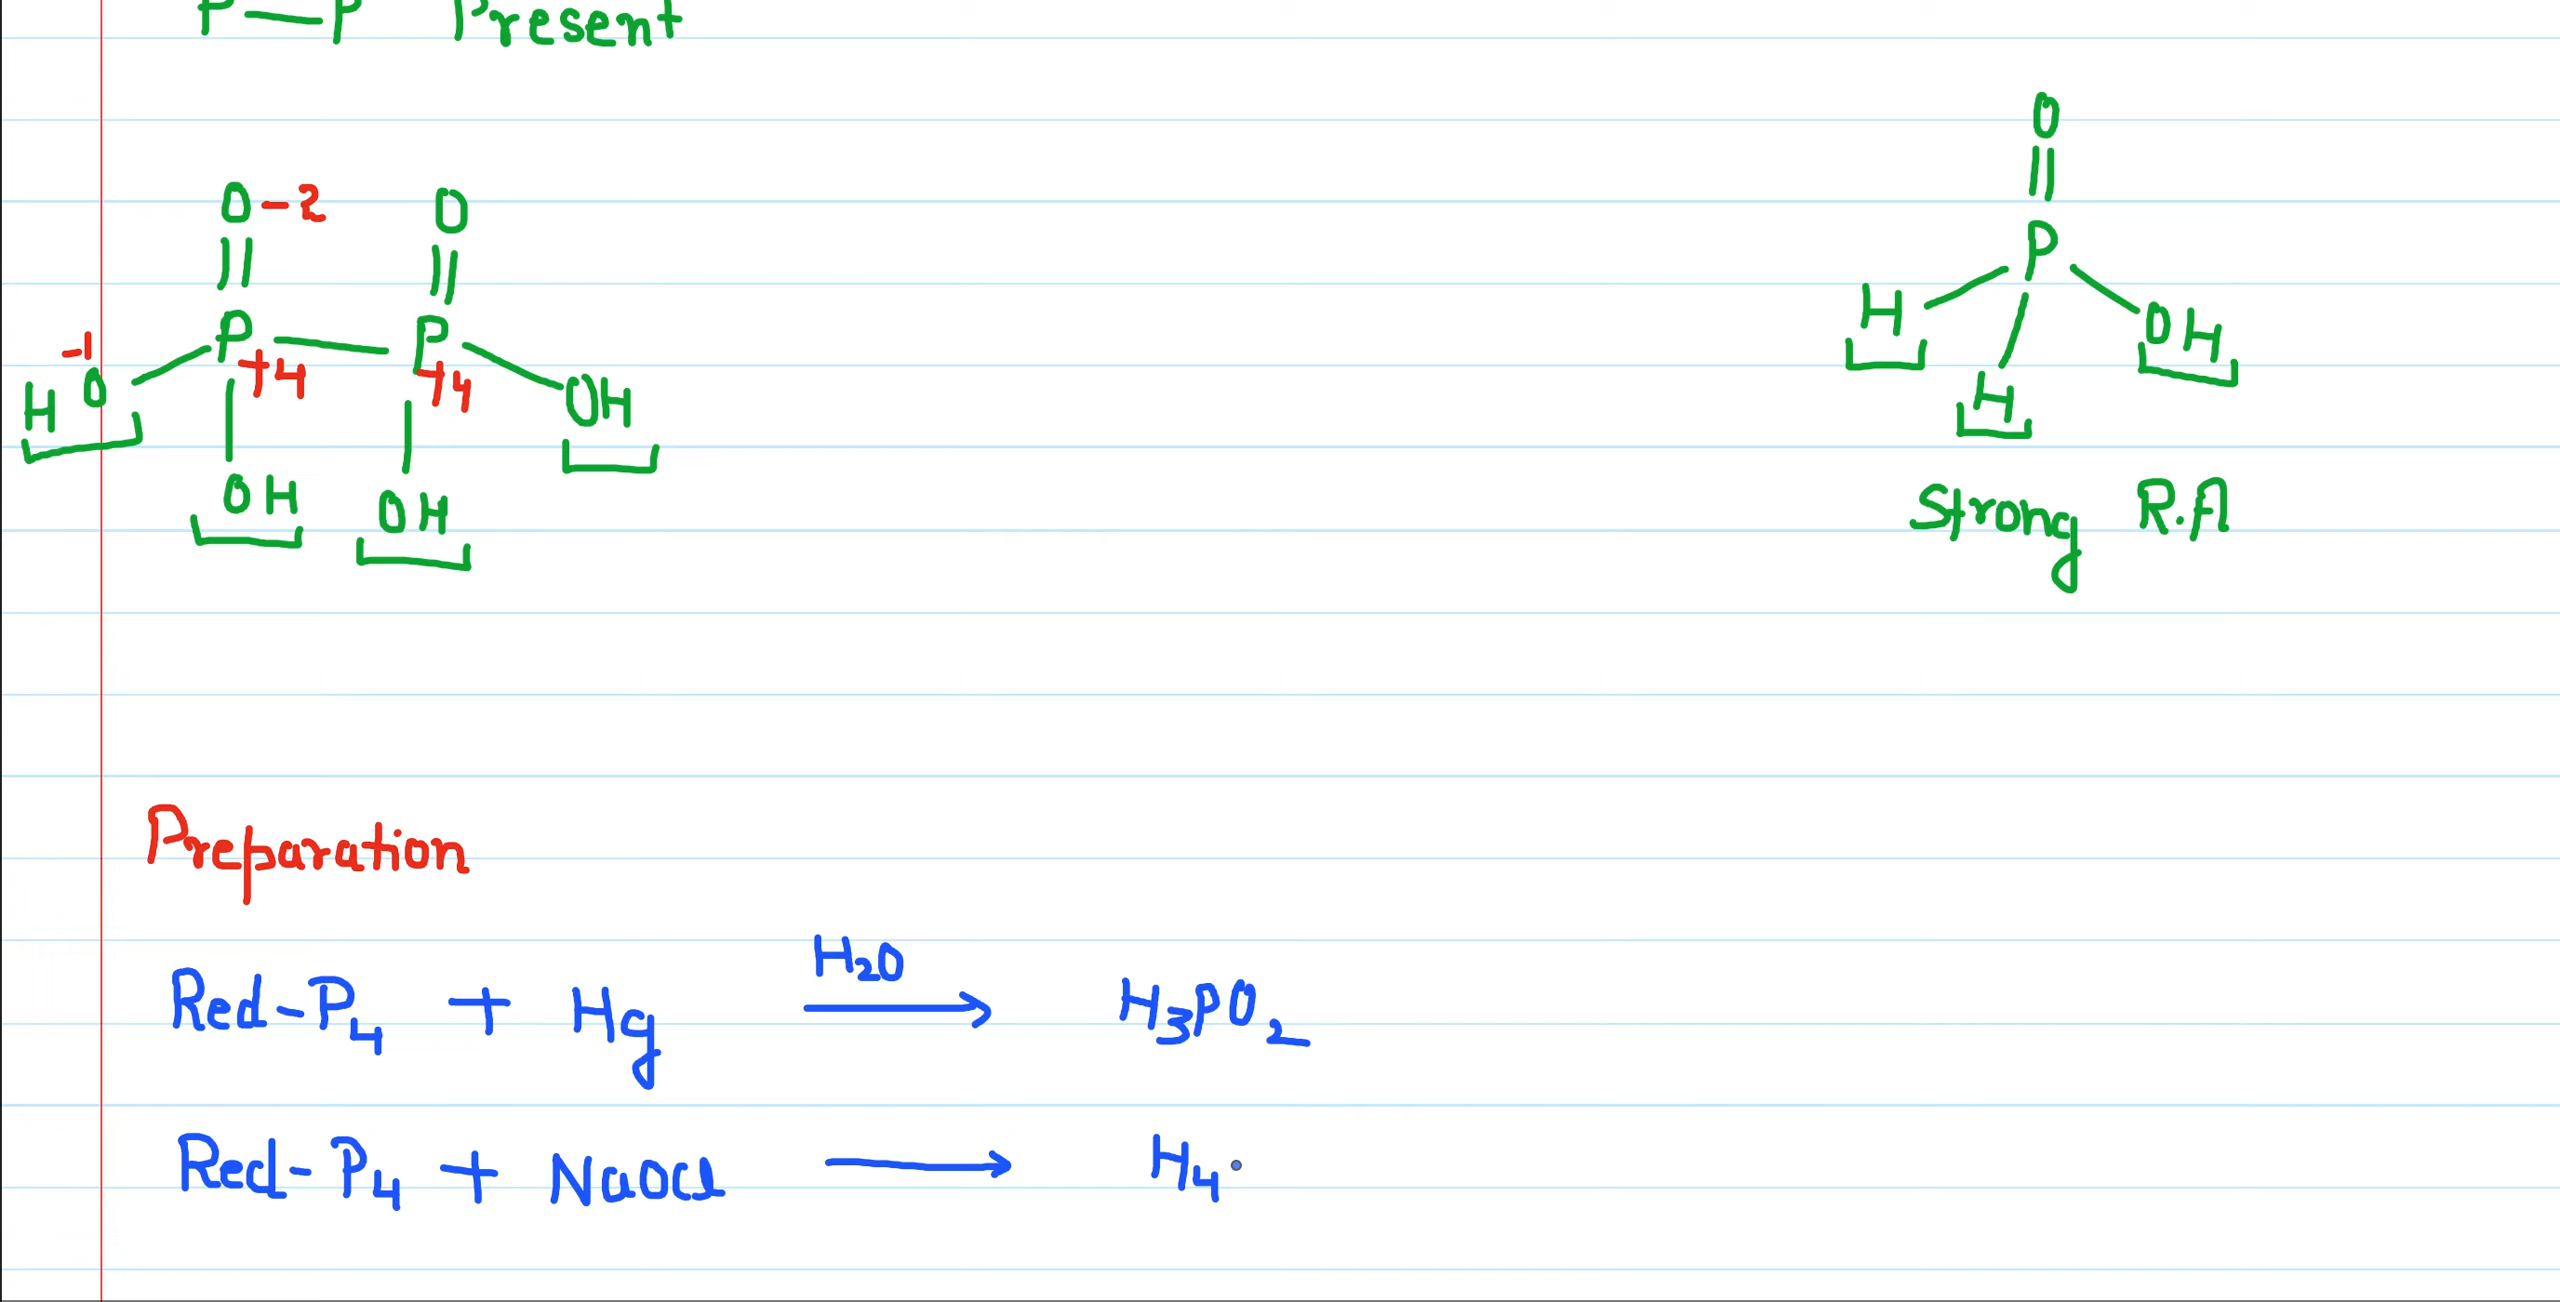 P — P Present
O -2 O
|| ||
-1 P — P
+4 +4
HO OH
OH OH
O
||
P
H OH
H
Strong R.A
Preparation
H₂O
Red-P₄ + Hg ⟶ H₃PO₂
Red-P₄ + NaOCl ⟶ H₄